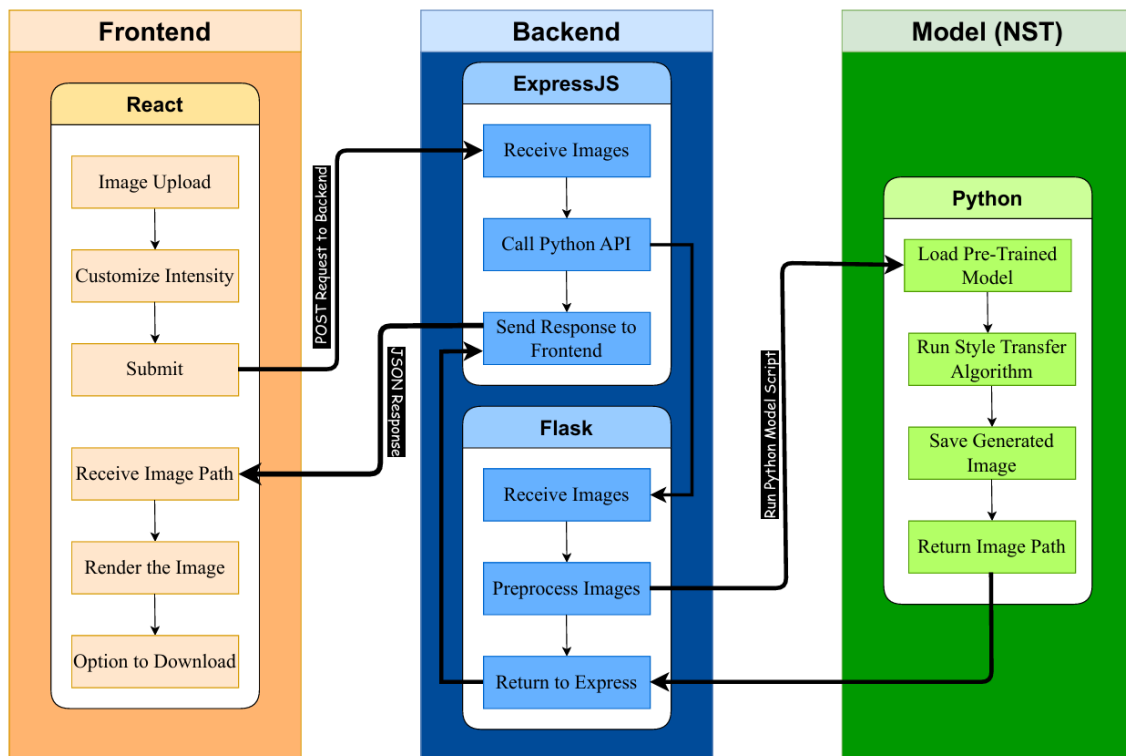 Frontend
React
Image Upload
Customize Intensity
Submit
Receive Image Path
Render the Image
Option to Download
POST Request to Backend
JSON Response
Backend
ExpressJS
Receive Images
Call Python API
Send Response to
Frontend
Flask
Receive Images
Preprocess Images
Return to Express
Run Python Model Script
Model (NST)
Python
Load Pre-Trained
Model
Run Style Transfer
Algorithm
Save Generated
Image
Return Image Path